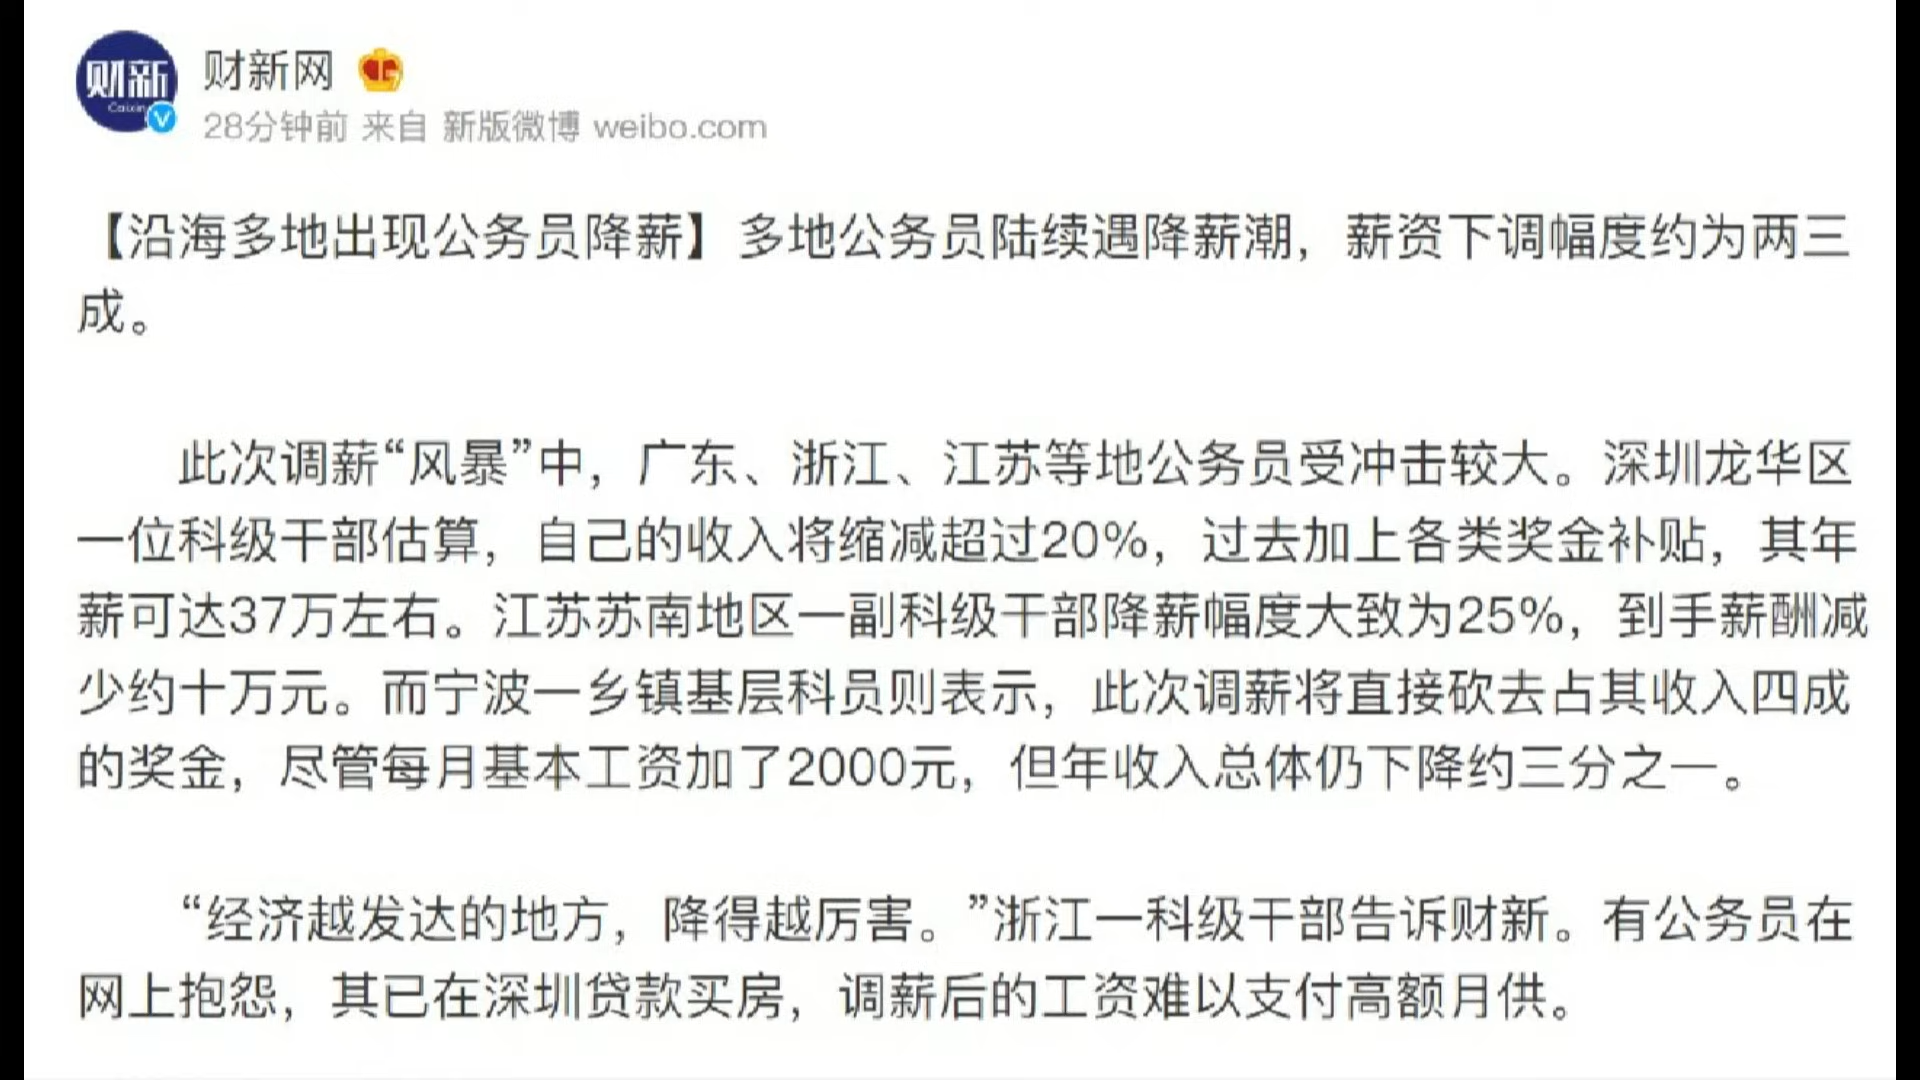 财新
Caixin
财新网
28分钟前 来自 新版微博 weibo.com
【沿海多地出现公务员降薪】多地公务员陆续遇降薪潮，薪资下调幅度约为两三
成。
此次调薪“风暴”中，广东、浙江、江苏等地公务员受冲击较大。深圳龙华区
一位科级干部估算，自己的收入将缩减超过20%，过去加上各类奖金补贴，其年
薪可达37万左右。江苏苏南地区一副科级干部降薪幅度大致为25%，到手薪酬减
少约十万元。而宁波一乡镇基层科员则表示，此次调薪将直接砍去占其收入四成
的奖金，尽管每月基本工资加了2000元，但年收入总体仍下降约三分之一。
“经济越发达的地方，降得越厉害。”浙江一科级干部告诉财新。有公务员在
网上抱怨，其已在深圳贷款买房，调薪后的工资难以支付高额月供。